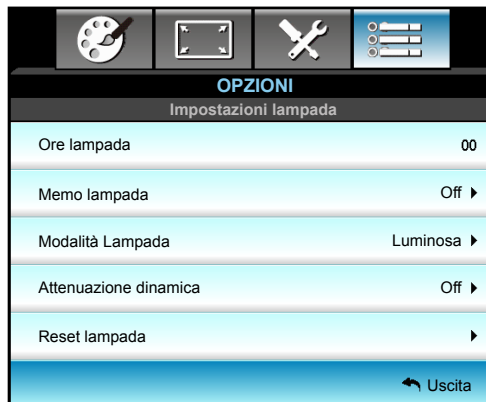 OPZIONI
Impostazioni lampada
Ore lampada 00
Memo lampada Off
Modalità Lampada Luminosa
Attenuazione dinamica Off
Reset lampada
Uscita